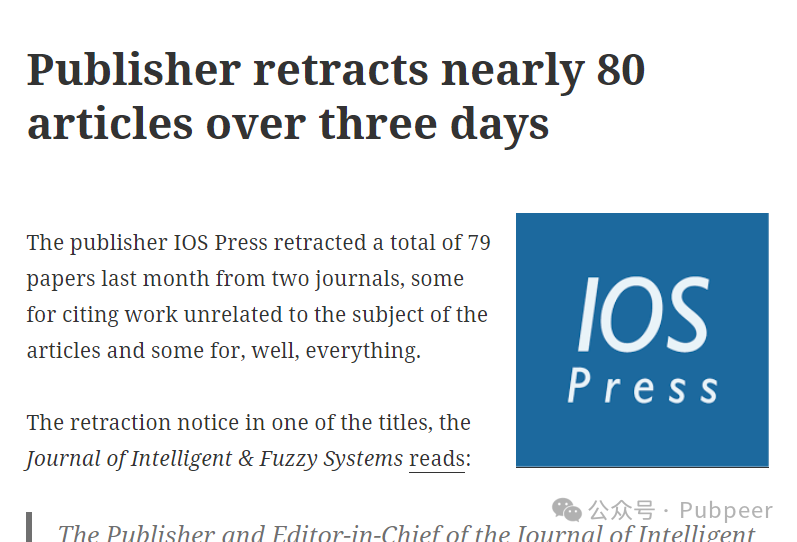 Publisher retracts nearly 80
articles over three days
The publisher IOS Press retracted a total of 79
papers last month from two journals, some
for citing work unrelated to the subject of the
articles and some for, well, everything.
IOS
Press
The retraction notice in one of the titles, the
Journal of Intelligent & Fuzzy Systems reads:
公众号 · Pubpeer
The Publisher and Editor-in-Chief of the Journal of Intelligent